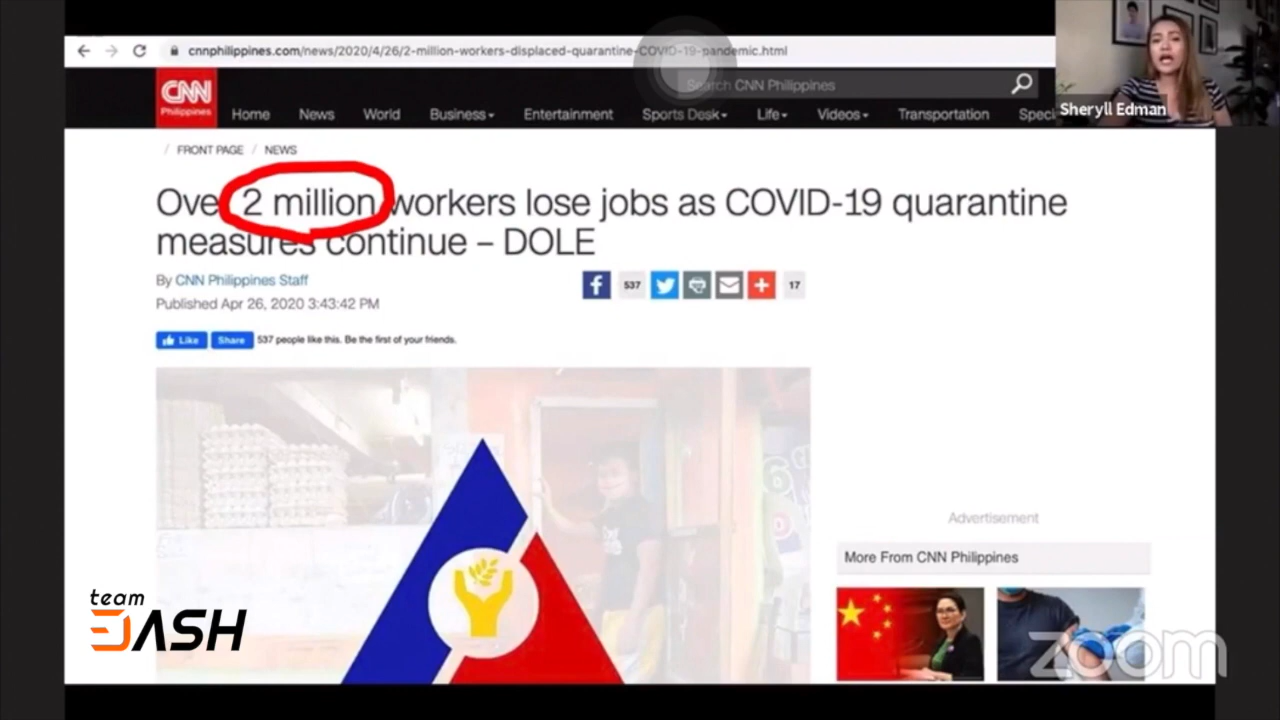 cnnphilippines.com/news/2020/4/26/2-million-workers-displaced-quarantine-COVID-19-pandemic.html
Sheryll Edman
CNN
Philippines
Search CNN Philippines
Home News World Business Entertainment Sports Desk Life Videos Transportation Speci
/ FRONT PAGE / NEWS
Ove 2 million workers lose jobs as COVID-19 quarantine
measures continue – DOLE
By CNN Philippines Staff
537
17
Published Apr 26, 2020 3:43:42 PM
Like Share 537 people like this. Be the first of your friends.
Advertisement
More From CNN Philippines
team
DASH
zoom